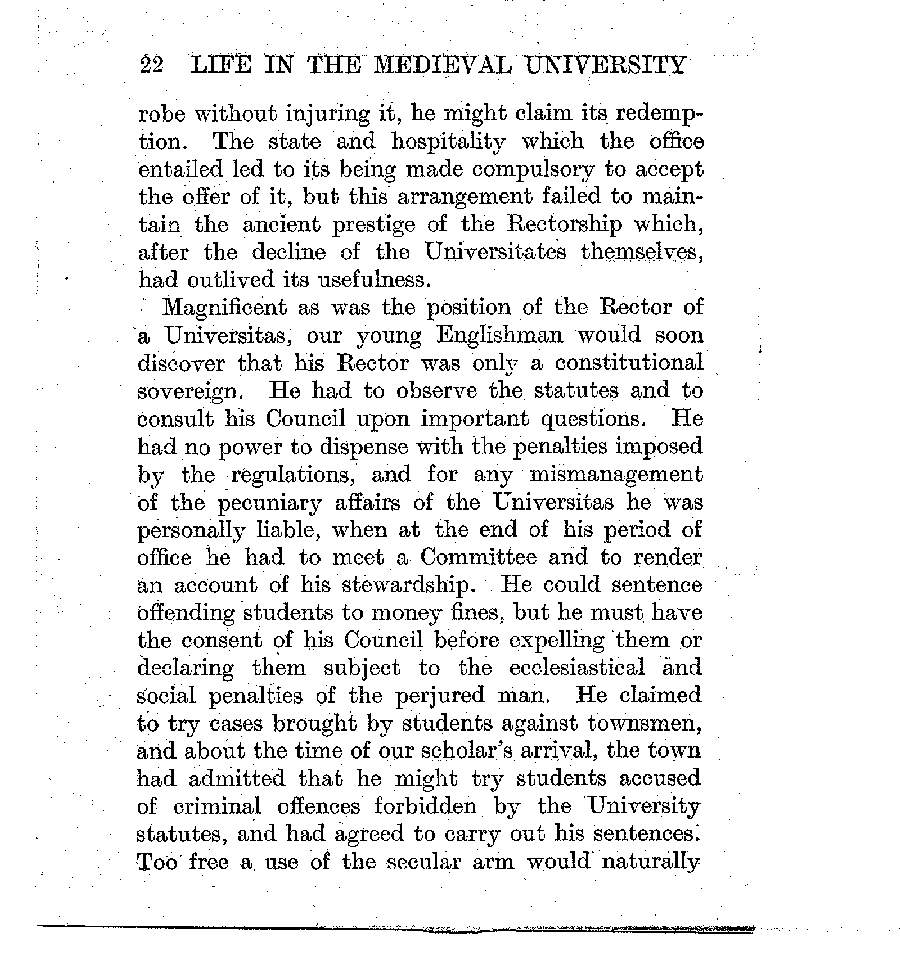 22 LIFE IN THE MEDIEVAL UNIVERSITY
robe without injuring it, he might claim its redemp-
tion. The state and hospitality which the office
entailed led to its being made compulsory to accept
the offer of it, but this arrangement failed to main-
tain the ancient prestige of the Rectorship which,
after the decline of the Universitates themselves,
had outlived its usefulness.
Magnificent as was the position of the Rector of
a Universitas, our young Englishman would soon
discover that his Rector was only a constitutional
sovereign. He had to observe the statutes and to
consult his Council upon important questions. He
had no power to dispense with the penalties imposed
by the regulations, and for any mismanagement
of the pecuniary affairs of the Universitas he was
personally liable, when at the end of his period of
office he had to meet a Committee and to render
an account of his stewardship. He could sentence
offending students to money fines, but he must have
the consent of his Council before expelling them or
declaring them subject to the ecclesiastical and
social penalties of the perjured man. He claimed
to try cases brought by students against townsmen,
and about the time of our scholar's arrival, the town
had admitted that he might try students accused
of criminal offences forbidden by the University
statutes, and had agreed to carry out his sentences.
Too free a use of the secular arm would naturally